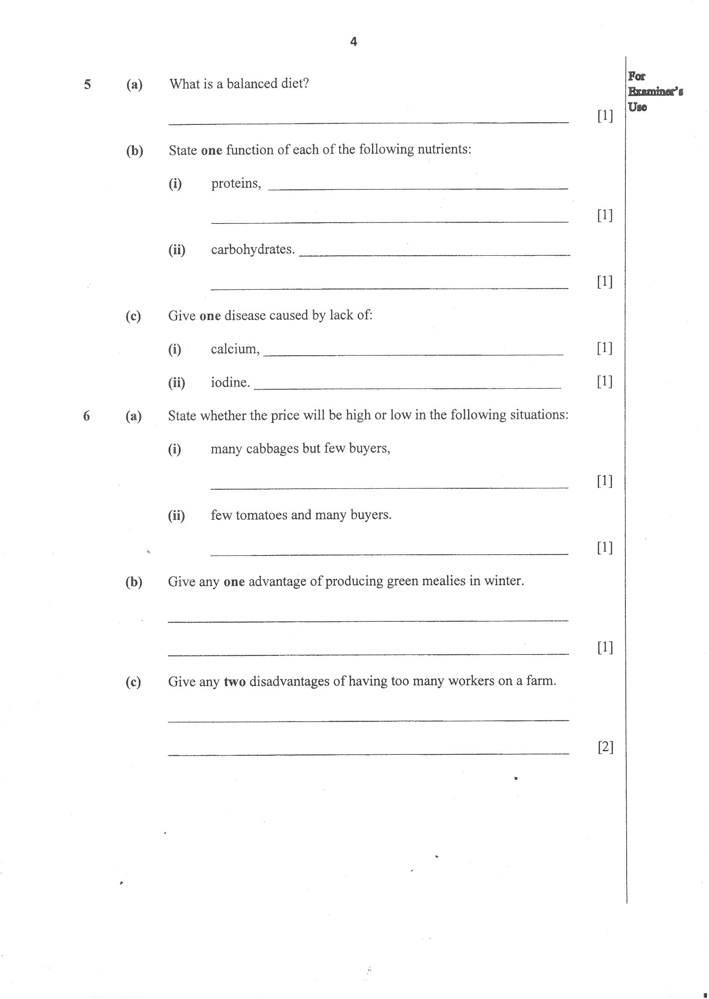 4
For
Examiner's
Use
5 (a) What is a balanced diet?
[1]
(b) State one function of each of the following nutrients:
(i) proteins,
[1]
(ii) carbohydrates.
[1]
(c) Give one disease caused by lack of:
(i) calcium, [1]
(ii) iodine. [1]
6 (a) State whether the price will be high or low in the following situations:
(i) many cabbages but few buyers,
[1]
(ii) few tomatoes and many buyers.
[1]
(b) Give any one advantage of producing green mealies in winter.
[1]
(c) Give any two disadvantages of having too many workers on a farm.
[2]